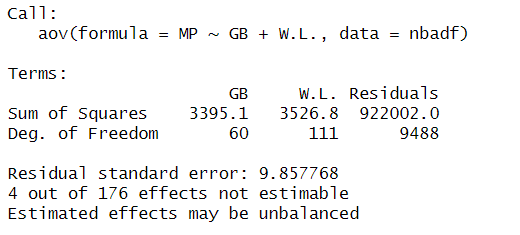 Call:
aov(formula = MP ~ GB + W.L., data = nbadf)
Terms:
GB W.L. Residuals
Sum of Squares 3395.1 3526.8 922002.0
Deg. of Freedom 60 111 9488
Residual standard error: 9.857768
4 out of 176 effects not estimable
Estimated effects may be unbalanced